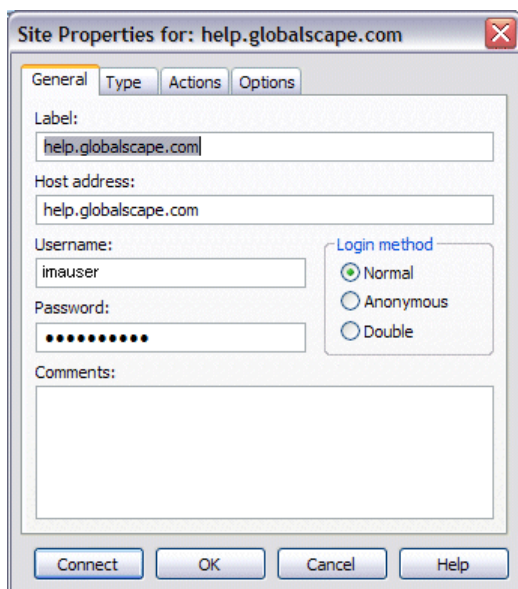 Site Properties for: help.globalscape.com
General Type Actions Options
Label:
help.globalscape.com
Host address:
help.globalscape.com
Username:
imauser
Login method
Normal
Anonymous
Double
Password:
●●●●●●●●●●
Comments:
Connect OK Cancel Help